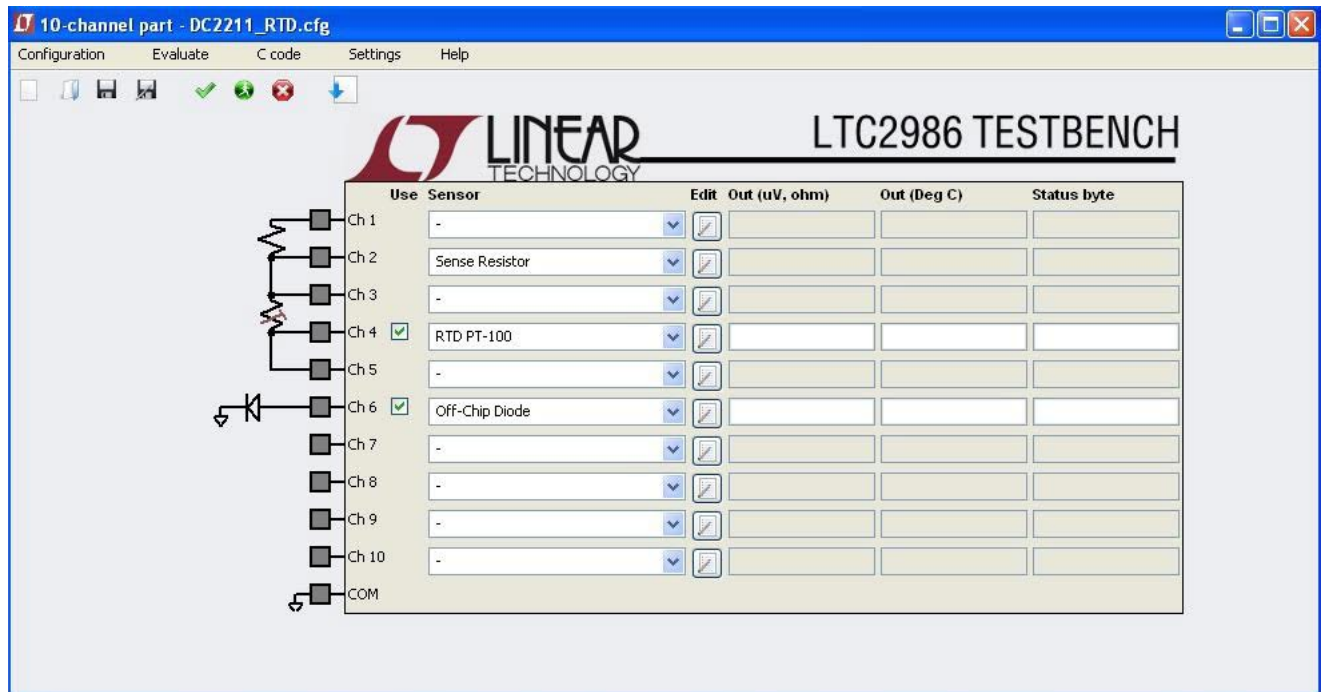 10-channel part - DC2211_RTD.cfg
Configuration Evaluate C code Settings Help
LINEAR TECHNOLOGY
LTC2986 TESTBENCH
Use Sensor Edit Out (uV, ohm) Out (Deg C) Status byte
Ch 1 -
Ch 2 Sense Resistor
Ch 3 -
Ch 4 RTD PT-100
Ch 5 -
Ch 6 Off-Chip Diode
Ch 7 -
Ch 8 -
Ch 9 -
Ch 10 -
COM